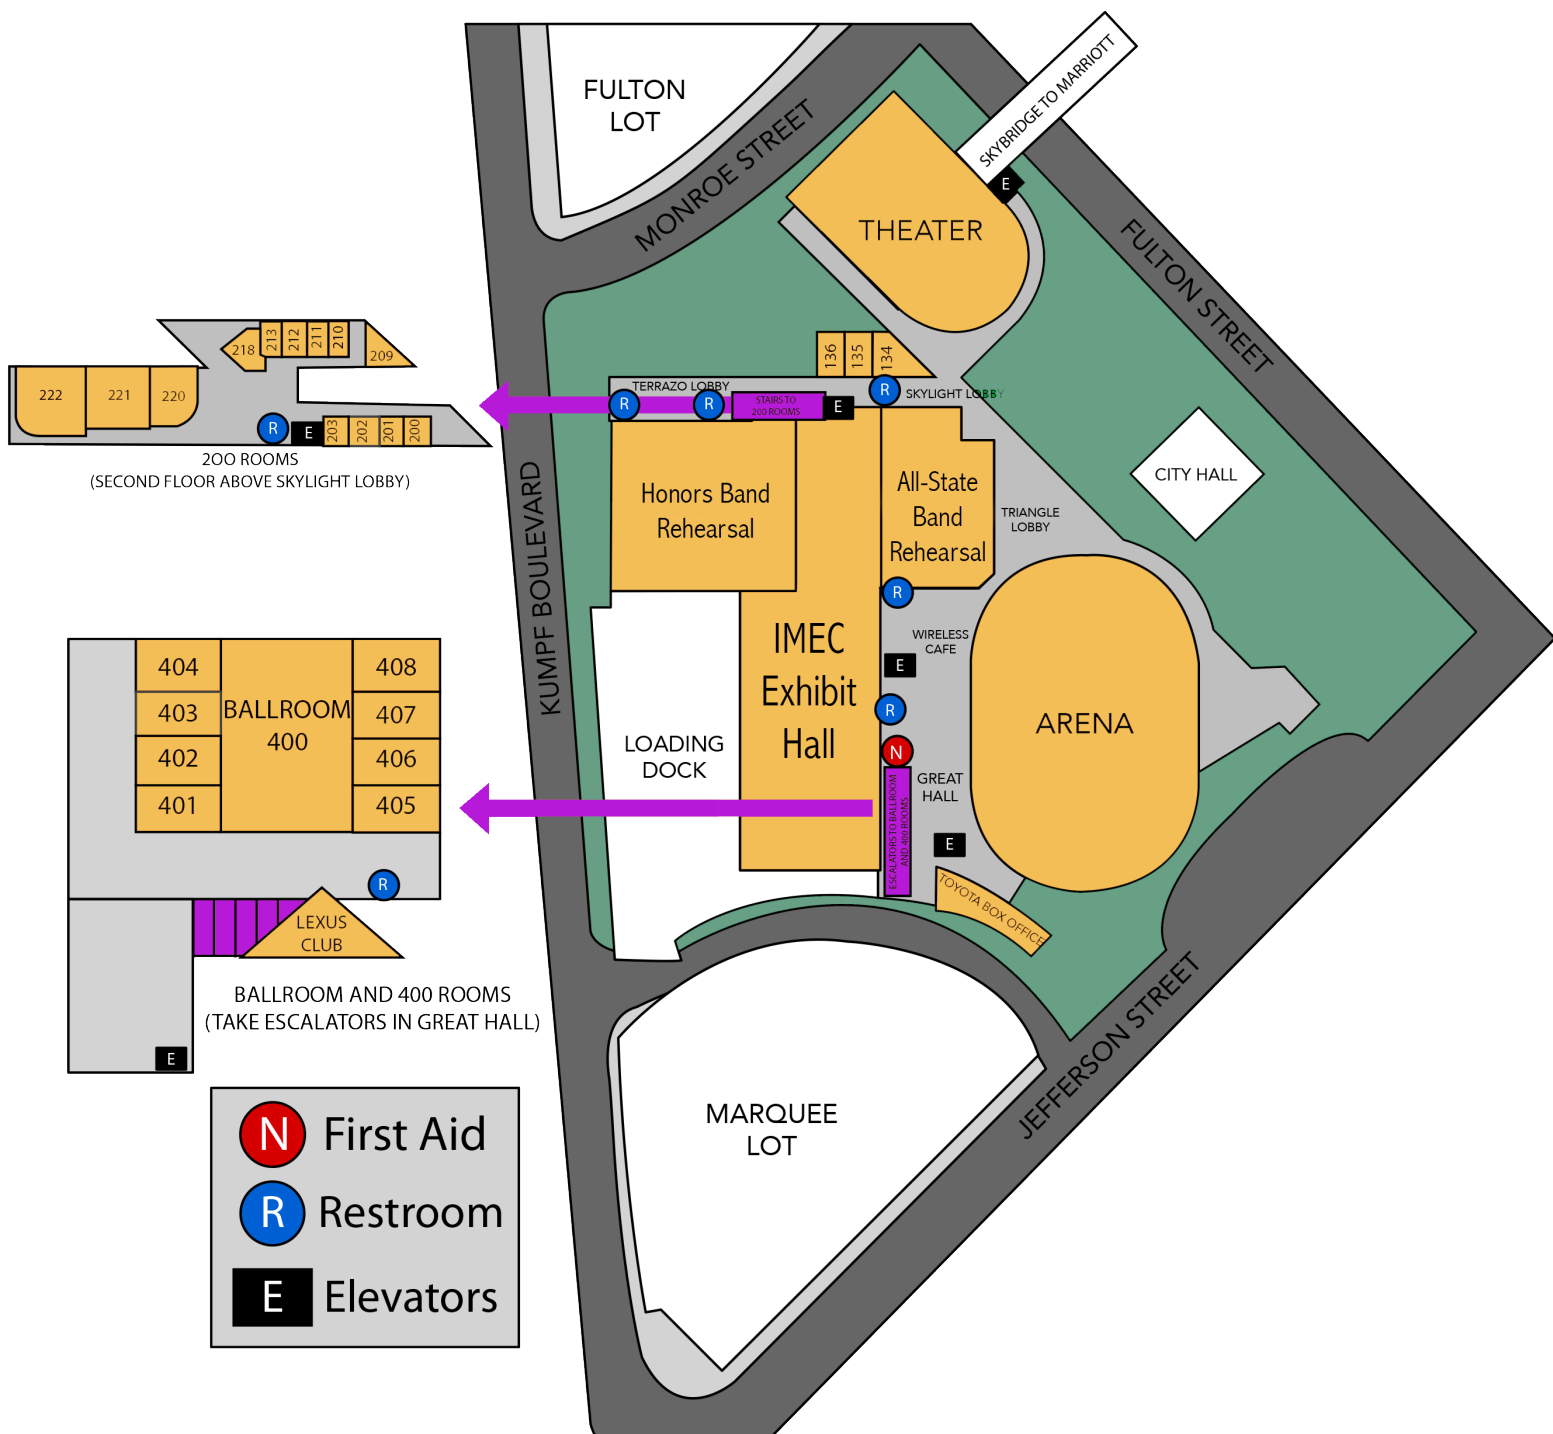 FULTON
LOT
MONROE STREET
SKYBRIDGE TO MARRIOTT
E
THEATER
FULTON STREET
213
212
211
210
218
209
222
221
220
R
E
203
202
201
200
200 ROOMS
(SECOND FLOOR ABOVE SKYLIGHT LOBBY)
136
135
134
TERRAZO LOBBY
R
R
STAIRS TO
200 ROOMS
E
R
SKYLIGHT LOBBY
CITY HALL
Honors Band
Rehearsal
All-State
Band
Rehearsal
TRIANGLE
LOBBY
KUMPF BOULEVARD
R
IMEC
Exhibit
Hall
WIRELESS
CAFE
E
R
N
ARENA
LOADING
DOCK
GREAT
HALL
ESCALATORS TO BALLROOM
AND 400 ROOMS
E
TOYOTA BOX OFFICE
404
403
402
401
BALLROOM
400
408
407
406
405
R
LEXUS
CLUB
BALLROOM AND 400 ROOMS
(TAKE ESCALATORS IN GREAT HALL)
E
JEFFERSON STREET
MARQUEE
LOT
N First Aid
R Restroom
E Elevators